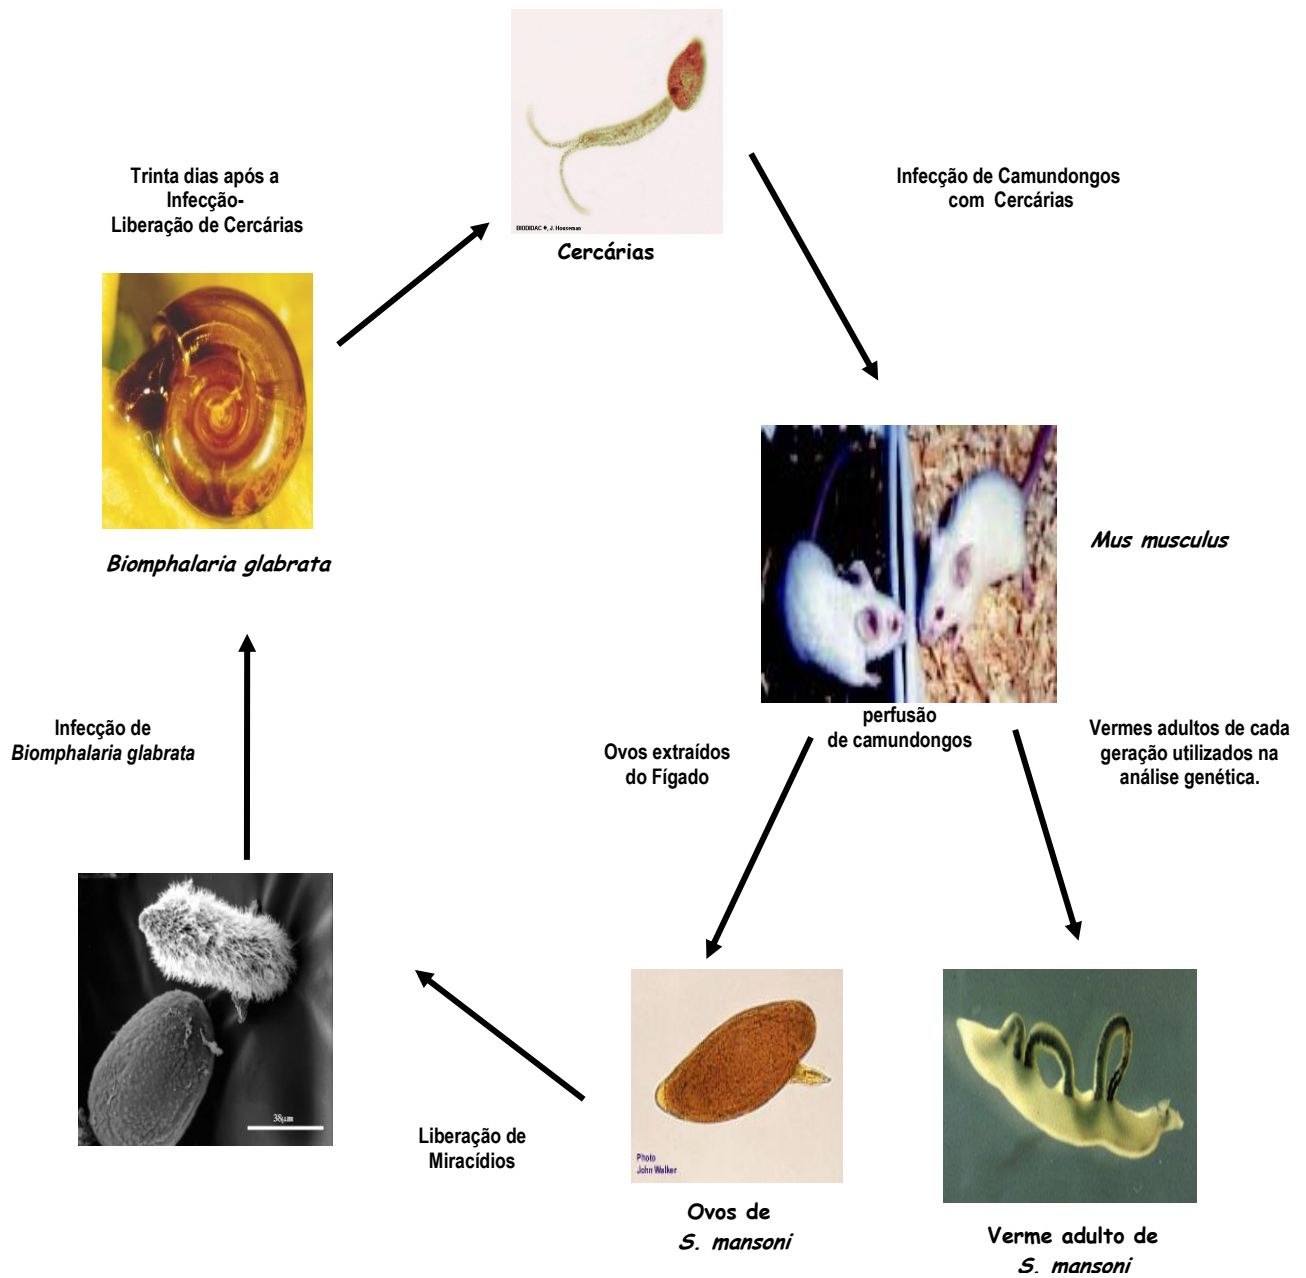 BIODIDAC ©, J. Houseman
Cercárias
Trinta dias após a
Infecção-
Liberação de Cercárias
Infecção de Camundongos
com Cercárias
Biomphalaria glabrata
Mus musculus
perfusão
de camundongos
Infecção de
Biomphalaria glabrata
Ovos extraídos
do Fígado
Vermes adultos de cada
geração utilizados na
análise genética.
38µm
Liberação de
Miracídios
Photo
John Walker
Ovos de
S. mansoni
Verme adulto de
S. mansoni